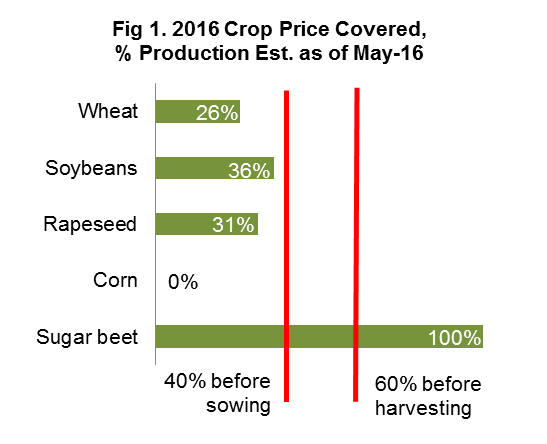 Fig 1. 2016 Crop Price Covered,
% Production Est. as of May-16
Wheat 26%
Soybeans 36%
Rapeseed 31%
Corn 0%
Sugar beet 100%
40% before
sowing
60% before
harvesting